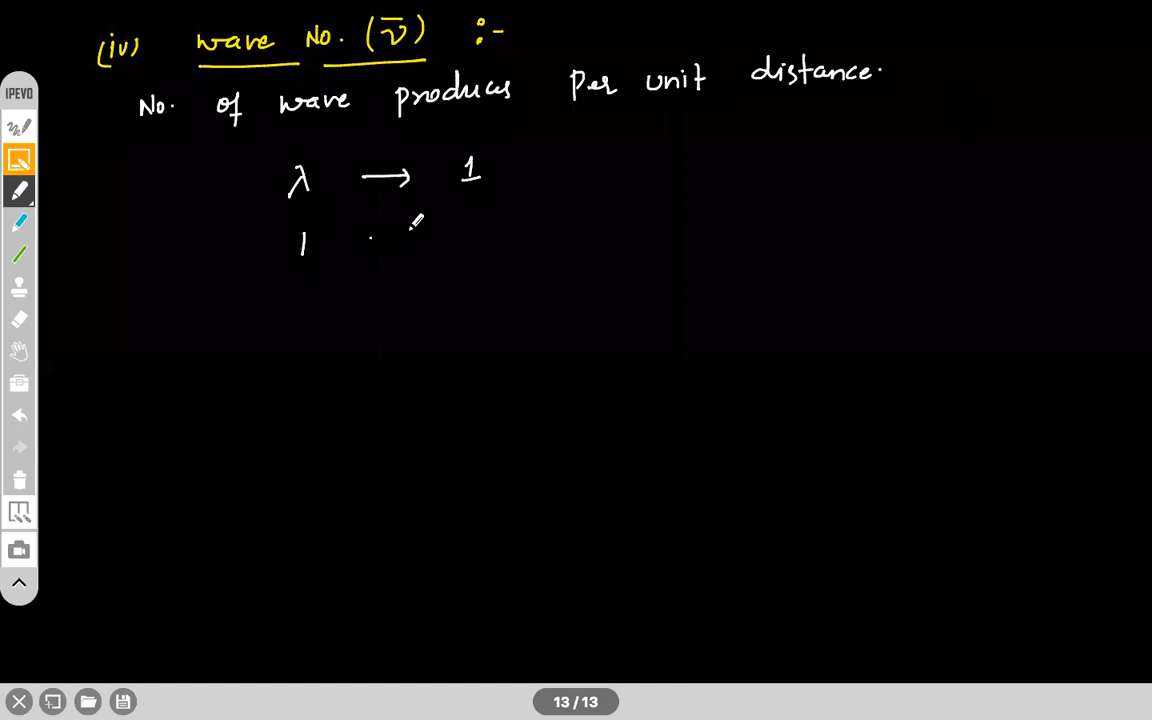 (iv) wave No. (ν̅) :-
No. of wave produces per unit distance.
λ → 1
1
IPEVO
13/13